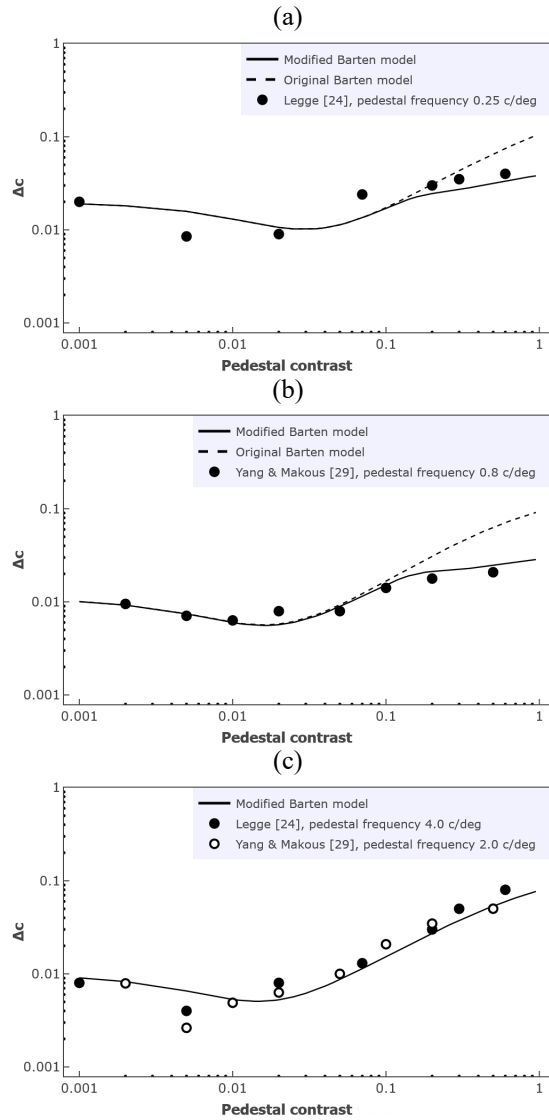 (a)
1
0.1
0.01
0.001
Δc
Modified Barten model
Original Barten model
Legge [24], pedestal frequency 0.25 c/deg
0.001
0.01
0.1
1
Pedestal contrast
(b)
1
0.1
0.01
0.001
Δc
Modified Barten model
Original Barten model
Yang & Makous [29], pedestal frequency 0.8 c/deg
0.001
0.01
0.1
1
Pedestal contrast
(c)
1
0.1
0.01
0.001
Δc
Modified Barten model
Legge [24], pedestal frequency 4.0 c/deg
Yang & Makous [29], pedestal frequency 2.0 c/deg
0.001
0.01
0.1
1
Pedestal contrast